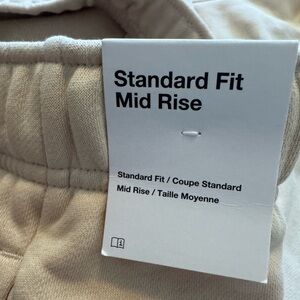 Standard Fit
Mid Rise
Standard Fit / Coupe Standard
Mid Rise / Taille Moyenne